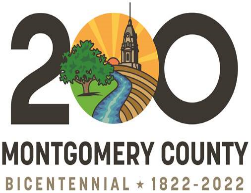 200
MONTGOMERY COUNTY
BICENTENNIAL ★ 1822-2022